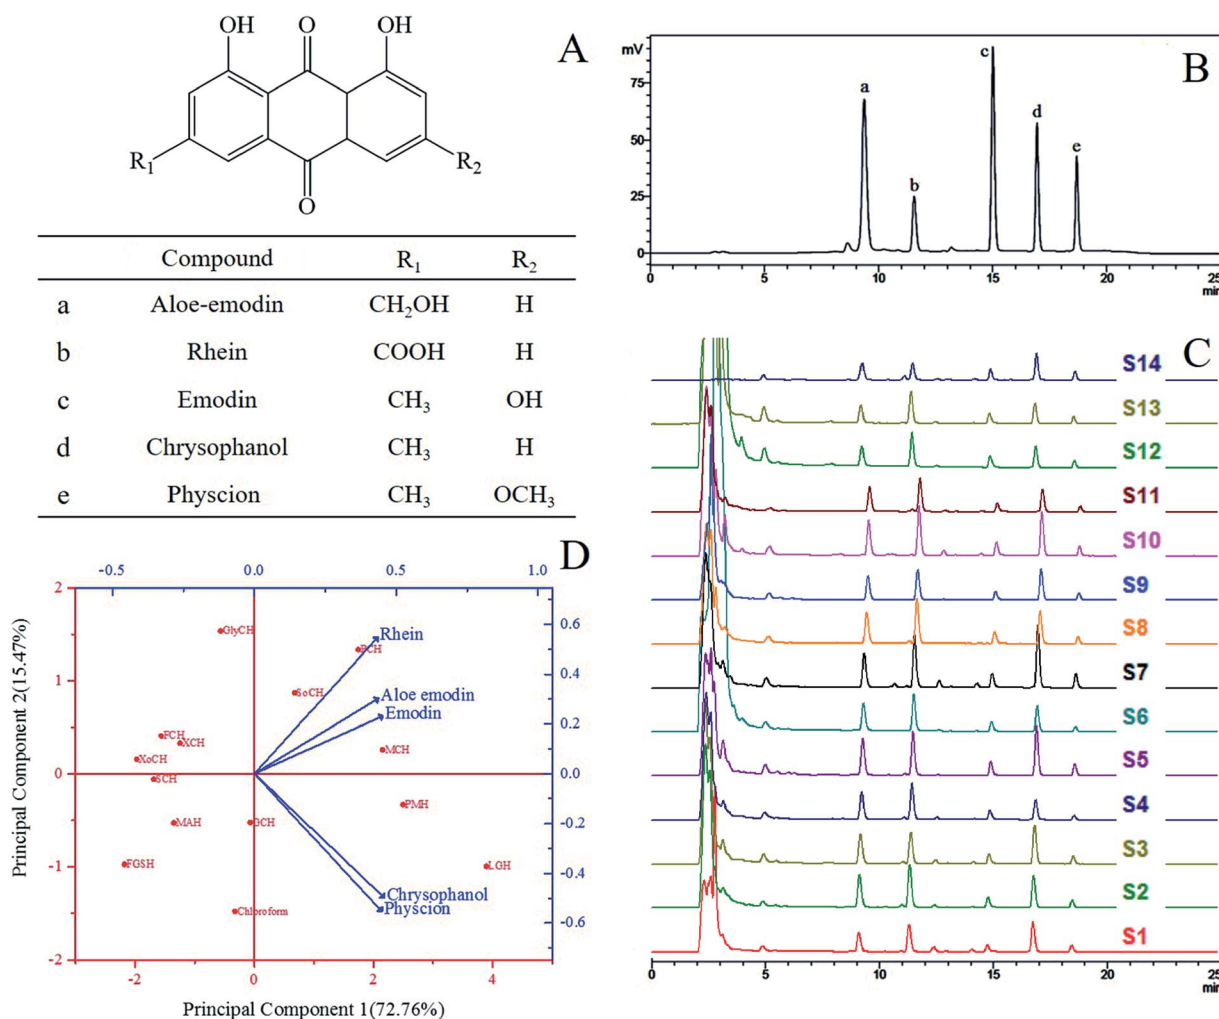 A
OH O OH
R1 R2
O
Compound R1 R2
a Aloe-emodin CH2OH H
b Rhein COOH H
c Emodin CH3 OH
d Chrysophanol CH3 H
e Physcion CH3 OCH3
B
mV
75
50
25
0
a
b
c
d
e
0 5 10 15 20 25
min
C
S14
S13
S12
S11
S10
S9
S8
S7
S6
S5
S4
S3
S2
S1
0 5 10 15 20 25
min
D
-0.5 0.0 0.5 1.0
2
1
0
-1
-2
Principal Component 2(15.47%)
0.6
0.4
0.2
0.0
-0.2
-0.4
-0.6
GlyCH
Rhein
PCH
SoCH
Aloe emodin
Emodin
FCH
XCH
MCH
XoCH
SCH
PMH
MAH
GCH
FGSH
LGH
Chrysophanol
Physcion
Chloroform
-2 0 2 4
Principal Component 1(72.76%)